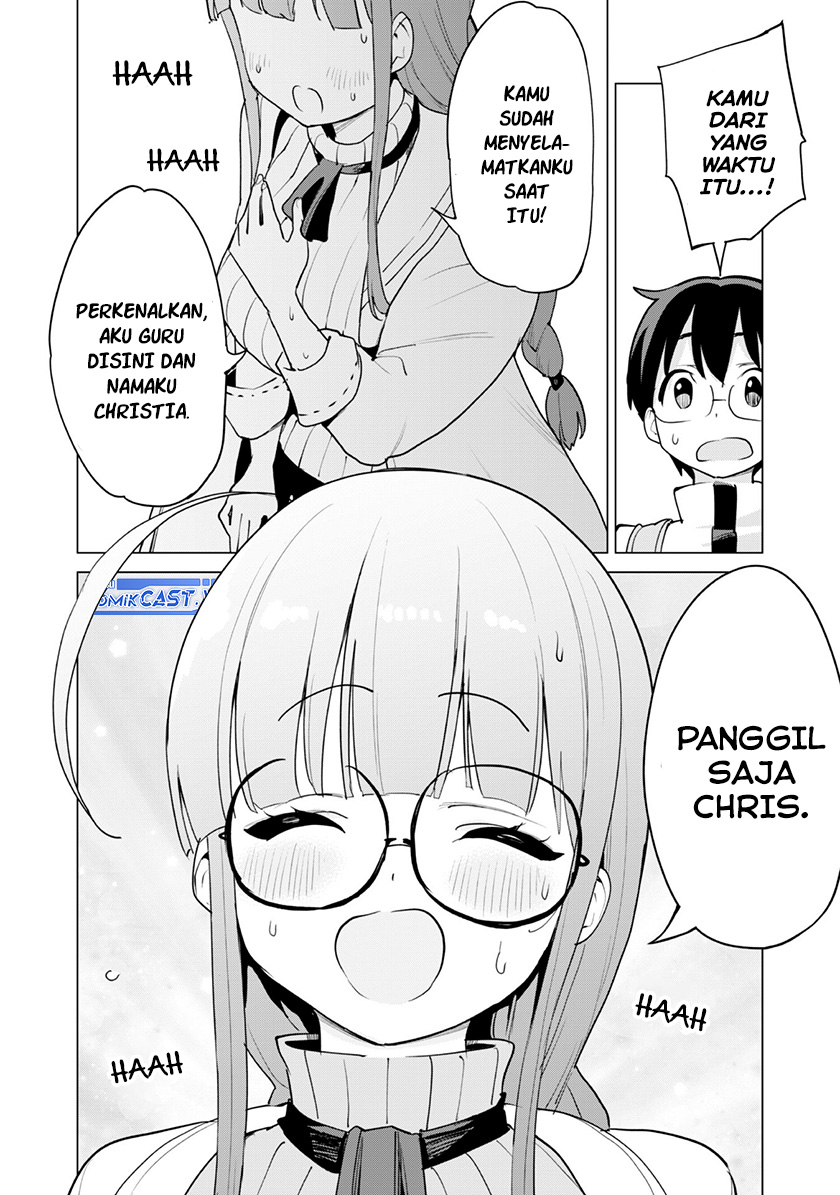 KAMU
DARI
YANG
WAKTU
ITU...!
KAMU
SUDAH
MENYELA-
MATKANKU
SAAT
ITU!
HAAH
HAAH
PERKENALKAN,
AKU GURU
DISINI DAN
NAMAKU
CHRISTIA.
OMIKCAST.
PANGGIL
SAJA
CHRIS.
HAAH
HAAH